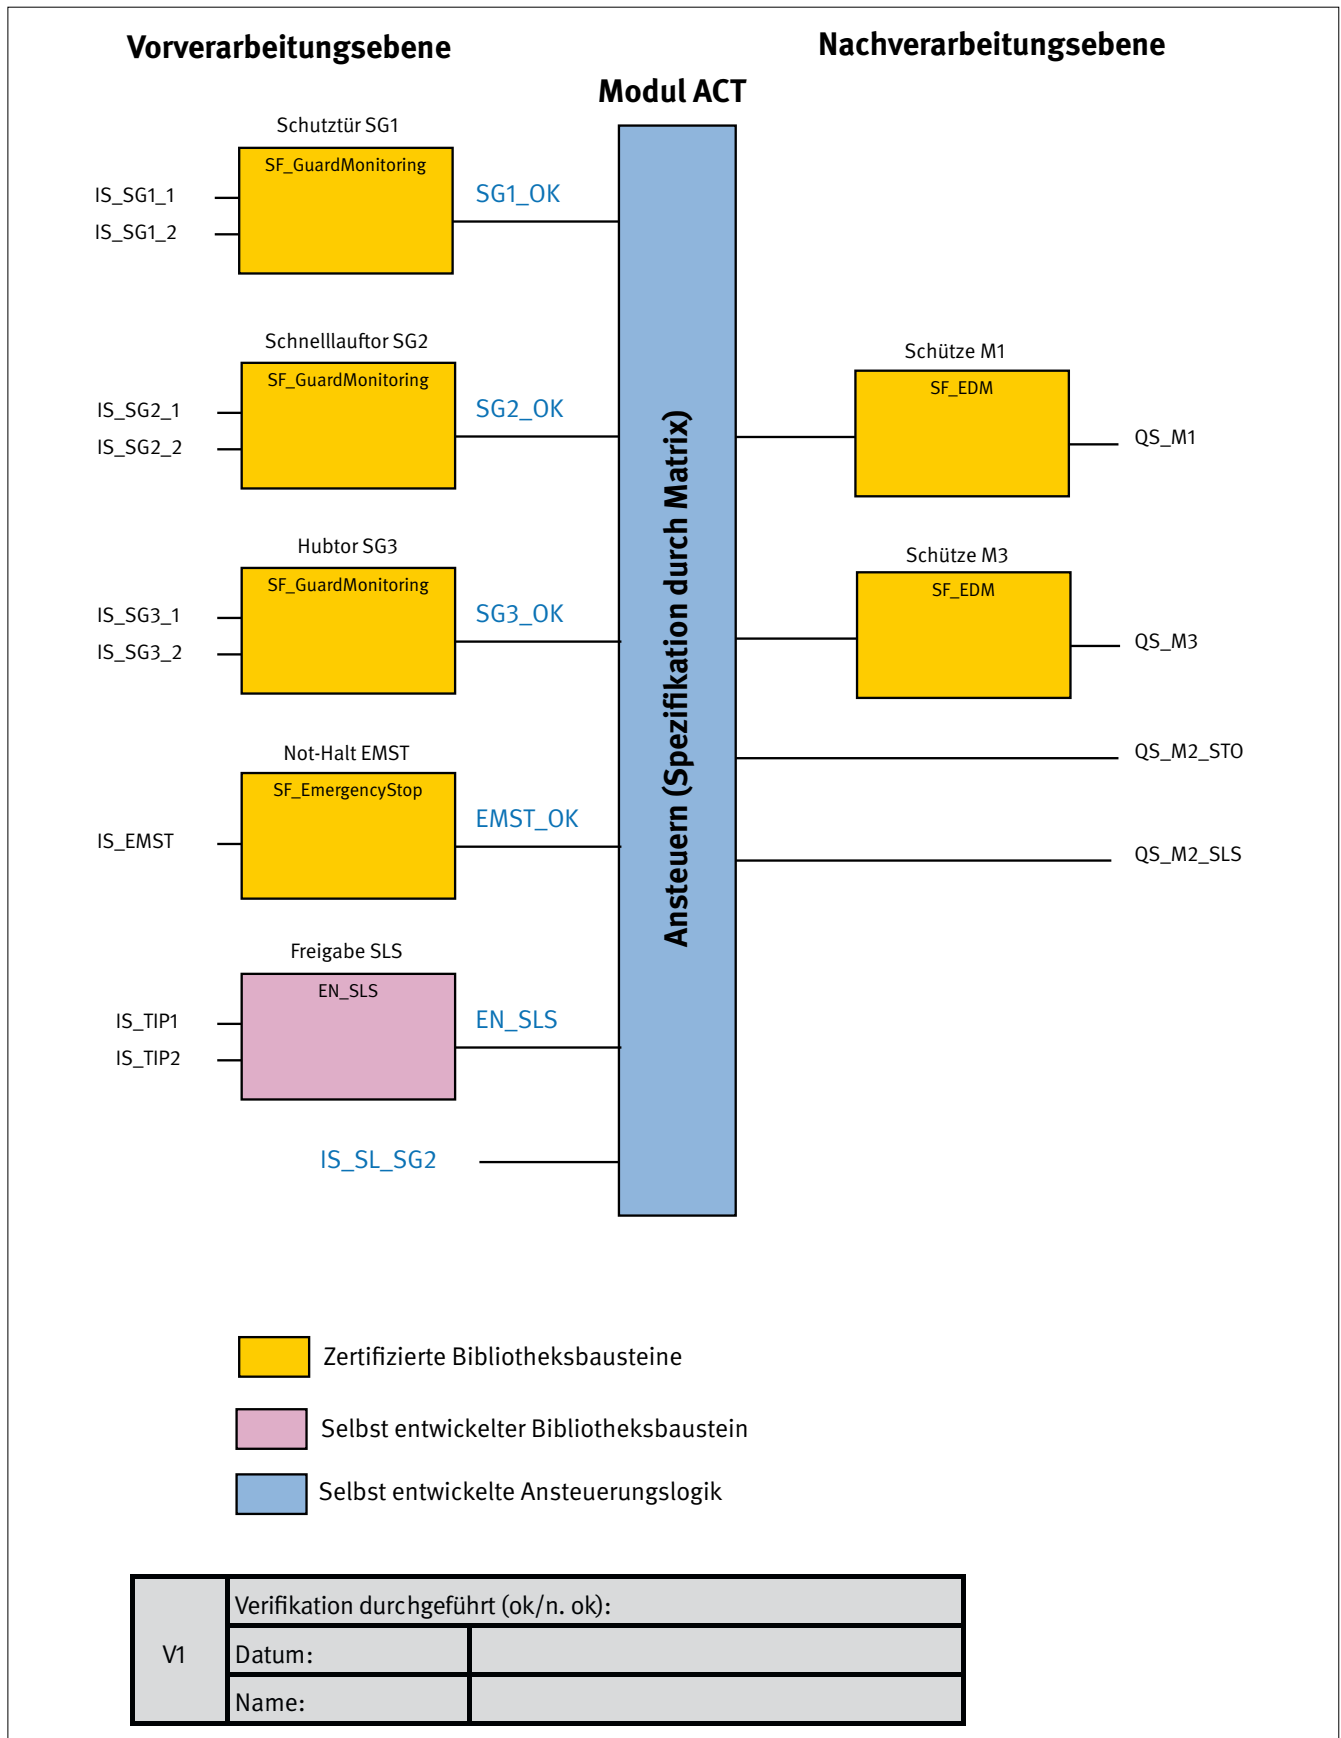 Vorverarbeitungsebene
Nachverarbeitungsebene
Modul ACT
Schutztür SG1
SF_GuardMonitoring
IS_SG1_1
IS_SG1_2
SG1_OK
Schnelllauftor SG2
SF_GuardMonitoring
IS_SG2_1
IS_SG2_2
SG2_OK
Hubtor SG3
SF_GuardMonitoring
IS_SG3_1
IS_SG3_2
SG3_OK
Not-Halt EMST
SF_EmergencyStop
IS_EMST
EMST_OK
Freigabe SLS
EN_SLS
IS_TIP1
IS_TIP2
EN_SLS
IS_SL_SG2
Ansteuern (Spezifikation durch Matrix)
Schütze M1
SF_EDM
QS_M1
Schütze M3
SF_EDM
QS_M3
QS_M2_STO
QS_M2_SLS
Zertifizierte Bibliotheksbausteine
Selbst entwickelter Bibliotheksbaustein
Selbst entwickelte Ansteuerungslogik
V1
Verifikation durchgeführt (ok/n. ok):
Datum:
Name: